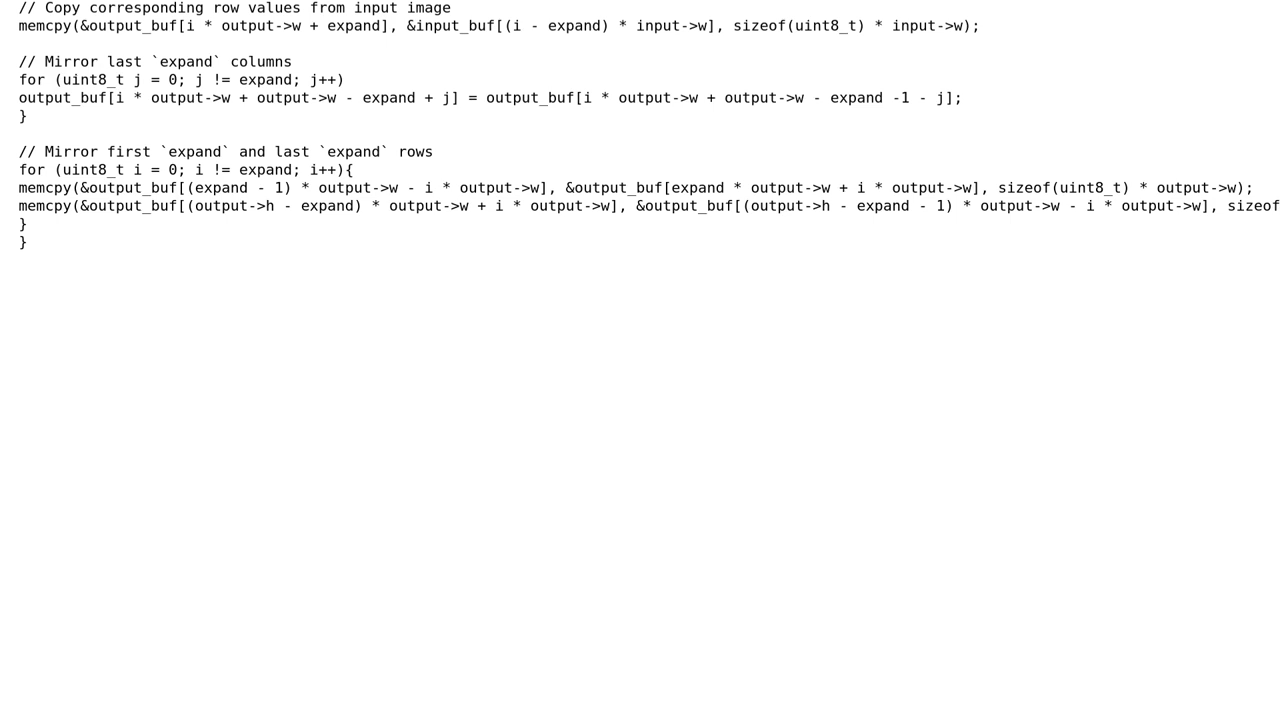 // Copy corresponding row values from input image
memcpy(&output_buf[i * output->w + expand], &input_buf[(i - expand) * input->w], sizeof(uint8_t) * input->w);
// Mirror last `expand` columns
for (uint8_t j = 0; j != expand; j++)
output_buf[i * output->w + output->w - expand + j] = output_buf[i * output->w + output->w - expand -1 - j];
}
// Mirror first `expand` and last `expand` rows
for (uint8_t i = 0; i != expand; i++){
memcpy(&output_buf[(expand - 1) * output->w - i * output->w], &output_buf[expand * output->w + i * output->w], sizeof(uint8_t) * output->w);
memcpy(&output_buf[(output->h - expand) * output->w + i * output->w], &output_buf[(output->h - expand - 1) * output->w - i * output->w], sizeof
}
}